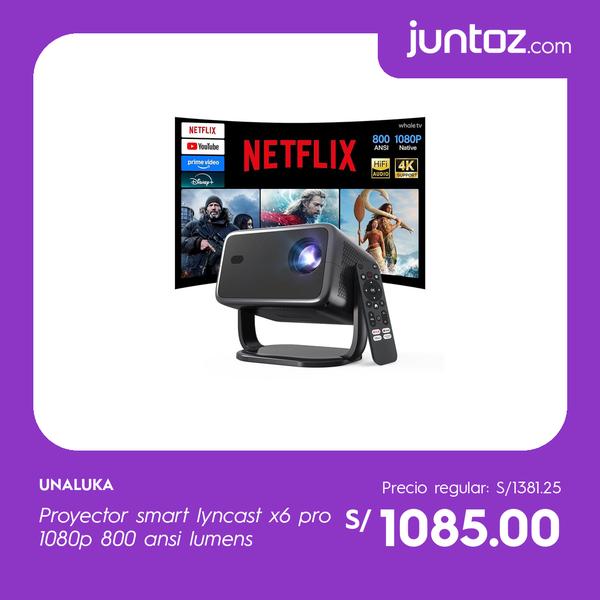 juntoz.com
whale tv
NETFLIX
YouTube
prime video
Disney+
NETFLIX
800 1080P
ANSI Native
HiFi AUDIO
4K SUPPORT
UNALUKA
Proyector smart lyncast x6 pro
1080p 800 ansi lumens
Precio regular: S/1381.25
S/ 1085.00